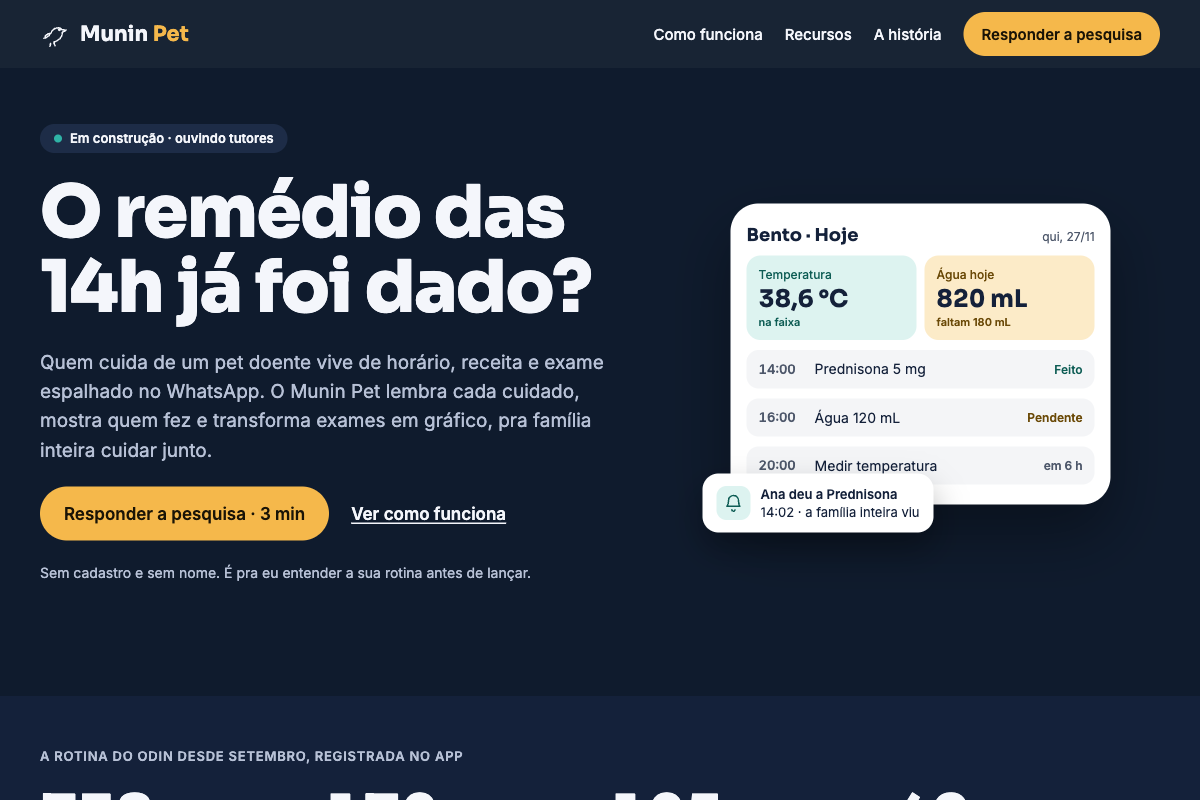 Munin Pet
Como funciona
Recursos
A história
Responder a pesquisa
Em construção · ouvindo tutores
O remédio das
14h já foi dado?
Quem cuida de um pet doente vive de horário, receita e exame
espalhado no WhatsApp. O Munin Pet lembra cada cuidado,
mostra quem fez e transforma exames em gráfico, pra família
inteira cuidar junto.
Responder a pesquisa · 3 min
Ver como funciona
Sem cadastro e sem nome. É pra eu entender a sua rotina antes de lançar.
Bento · Hoje
qui, 27/11
Temperatura
38,6 °C
na faixa
Água hoje
820 mL
faltam 180 mL
14:00 Prednisona 5 mg Feito
16:00 Água 120 mL Pendente
20:00 Medir temperatura em 6 h
Ana deu a Prednisona
14:02 · a família inteira viu
A ROTINA DO ODIN DESDE SETEMBRO, REGISTRADA NO APP